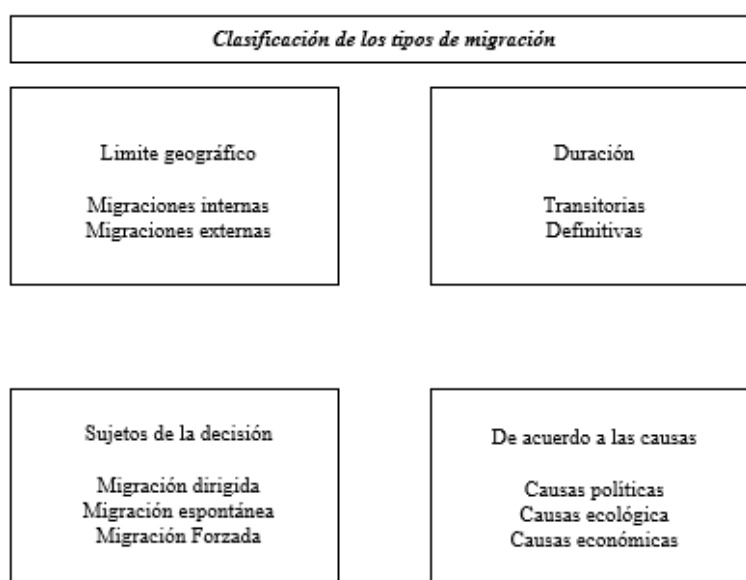 Clasificación de los tipos de migración
Limite geográfico
Migraciones internas
Migraciones externas
Duración
Transitorias
Definitivas
Sujetos de la decisión
Migración dirigida
Migración espontánea
Migración Forzada
De acuerdo a las causas
Causas políticas
Causas ecológica
Causas económicas